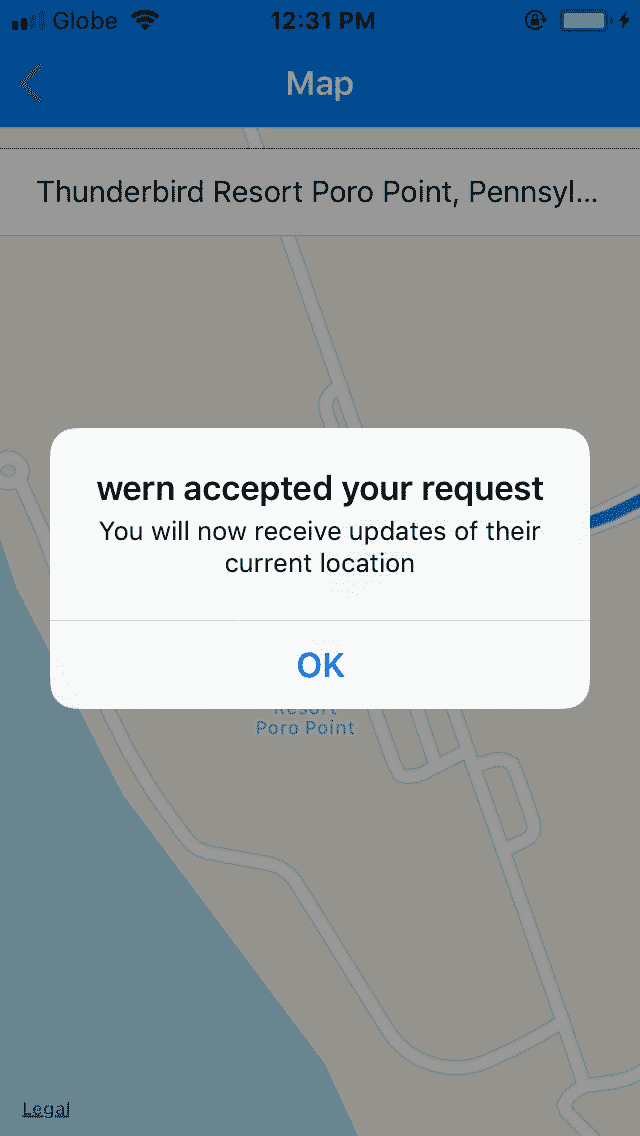 Globe 12:31 PM
Map
Thunderbird Resort Poro Point, Pennsyl...
wern accepted your request
You will now receive updates of their
current location
OK
Resort
Poro Point
Legal